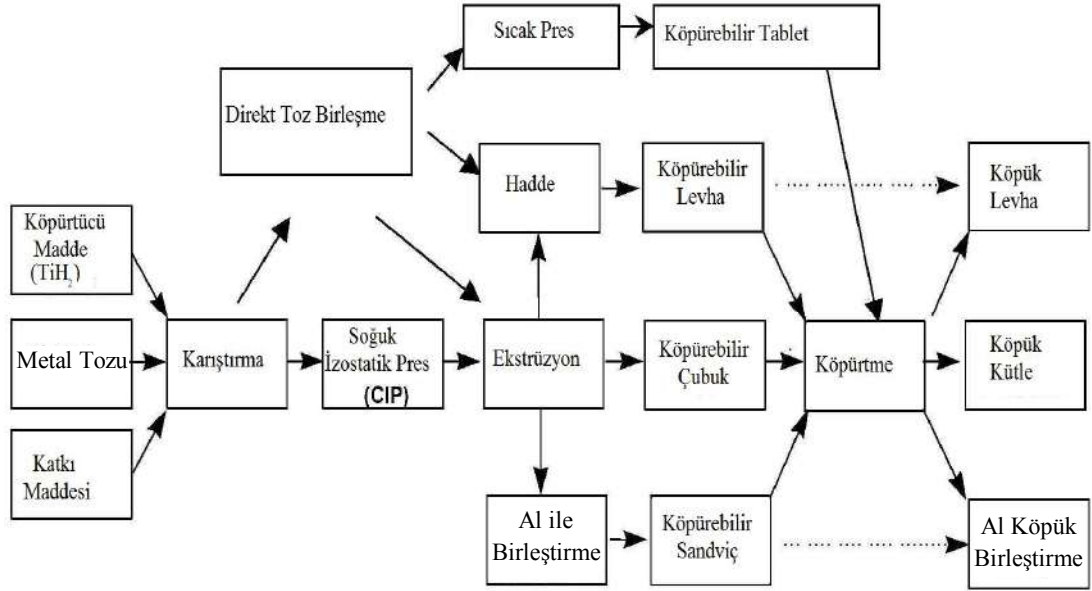 Sıcak Pres
Köpürebilir Tablet
Direkt Toz Birleşme
Hadde
Köpürebilir
Levha
Köpük
Levha
Köpürtücü
Madde
(TiH₂)
Metal Tozu
Karıştırma
Soğuk
İzostatik Pres
(CIP)
Ekstrüzyon
Köpürebilir
Çubuk
Köpürtme
Köpük
Kütle
Katkı
Maddesi
Al ile
Birleştirme
Köpürebilir
Sandviç
Al Köpük
Birleştirme